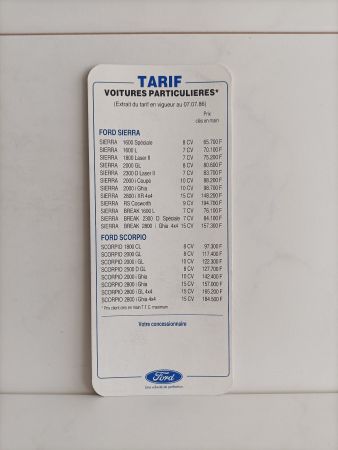 TARIF
VOITURES PARTICULIERES*
(Extrait du tarif en vigueur au 07.07.86)
Prix
clés en main
FORD SIERRA
SIERRA 1600 Spéciale 8 CV 65.700 F
SIERRA 1600 L 7 CV 70.100 F
SIERRA 1800 Laser II 7 CV 75.200 F
SIERRA 2000 GL 8 CV 80.500 F
SIERRA 2300 D Laser II 7 CV 83.700 F
SIERRA 2000 i Coupé 10 CV 88.200 F
SIERRA 2000 i Ghia 10 CV 98.700 F
SIERRA 2800 i XR 4x4 15 CV 148.200 F
SIERRA RS Cosworth 9 CV 194.700 F
SIERRA BREAK 1600 L 7 CV 76.100 F
SIERRA BREAK 2300 D Spéciale 7 CV 84.100 F
SIERRA BREAK 2800 i Ghia 4x4 15 CV 157.300 F
FORD SCORPIO
SCORPIO 1800 CL 8 CV 97.300 F
SCORPIO 2000 GL 8 CV 117.400 F
SCORPIO 2000 i GL 10 CV 122.300 F
SCORPIO 2500 D GL 8 CV 127.700 F
SCORPIO 2000 i Ghia 10 CV 142.400 F
SCORPIO 2800 i Ghia 15 CV 157.000 F
SCORPIO 2800 i GL 4x4 15 CV 165.200 F
SCORPIO 2800 i Ghia 4x4 15 CV 184.500 F
* Prix client clés en main T.T.C. maximum
Votre concessionnaire
Ford